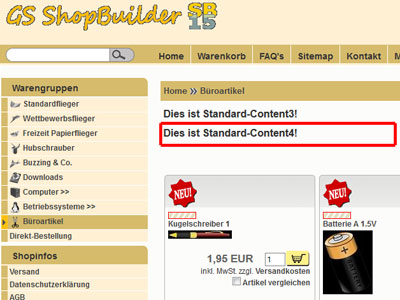 GS ShopBuilder SB 15
Home Warenkorb FAQ's Sitemap Kontakt
Warengruppen
Standardflieger
Wettbewerbsflieger
Freizeit Papierflieger
Hubschrauber
Buzzing & Co.
Downloads
Computer >>
Betriebssysteme >>
Büroartikel
Direkt-Bestellung
Shopinfos
Versand
Datenschutzerklärung
AGB
Home >> Büroartikel
Dies ist Standard-Content3!
Dies ist Standard-Content4!
NEU!
Kugelschreiber 1
1,95 EUR 1
inkl. MwSt. zzgl. Versandkosten
Artikel vergleichen
NEU!
Batterie A 1.5V